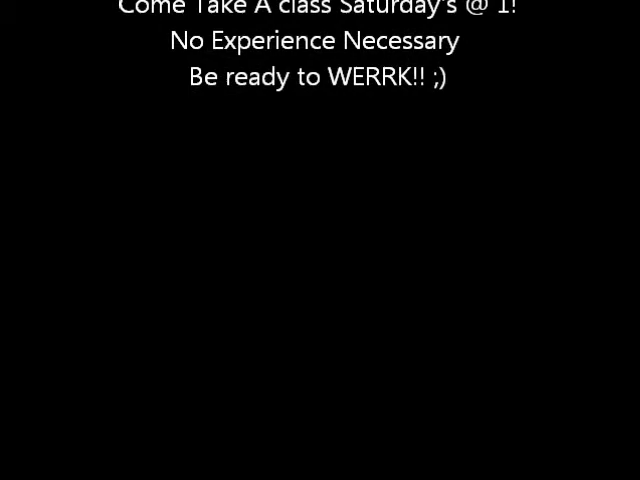 Come Take A class Saturday's @ 1!
No Experience Necessary
Be ready to WERRK!! ;)